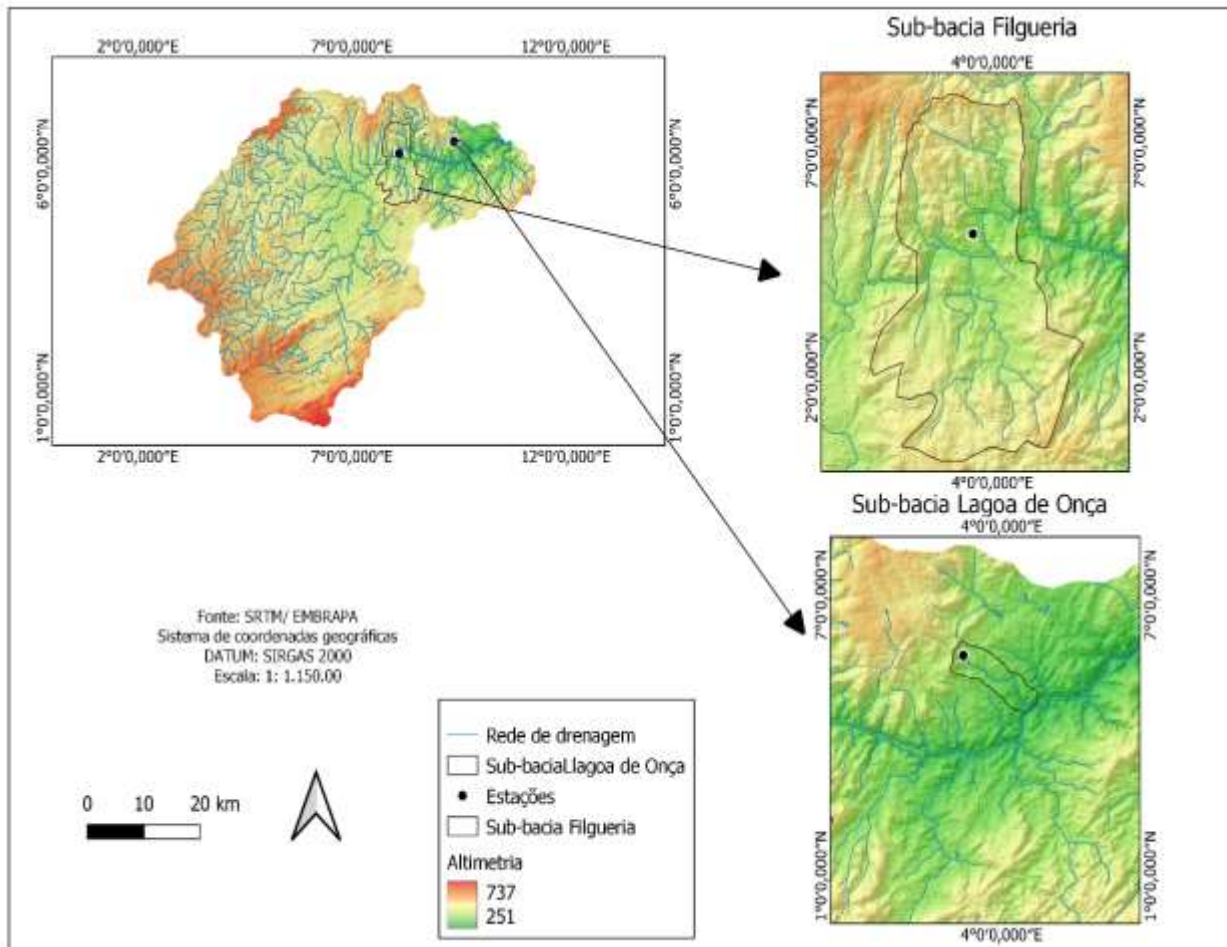 2°0'0,000"E 7°0'0,000"E 12°0'0,000"E
6°0'0,000"N
6°0'0,000"N
1°0'0,000"N
1°0'0,000"N
2°0'0,000"E 7°0'0,000"E 12°0'0,000"E
Sub-bacia Filgueria
4°0'0,000"E
7°0'0,000"N
7°0'0,000"N
2°0'0,000"N
2°0'0,000"N
4°0'0,000"E
Sub-bacia Lagoa de Onça
4°0'0,000"E
7°0'0,000"N
7°0'0,000"N
1°0'0,000"N
1°0'0,000"N
4°0'0,000"E
Fonte: SRTM/ EMBRAPA
Sistema de coordenadas geográficas
DATUM: SIRGAS 2000
Escala: 1: 1.150.00
0 10 20 km
Rede de drenagem
Sub-baciaLlagoa de Onça
Estações
Sub-bacia Filgueria
Altimetria
737
251